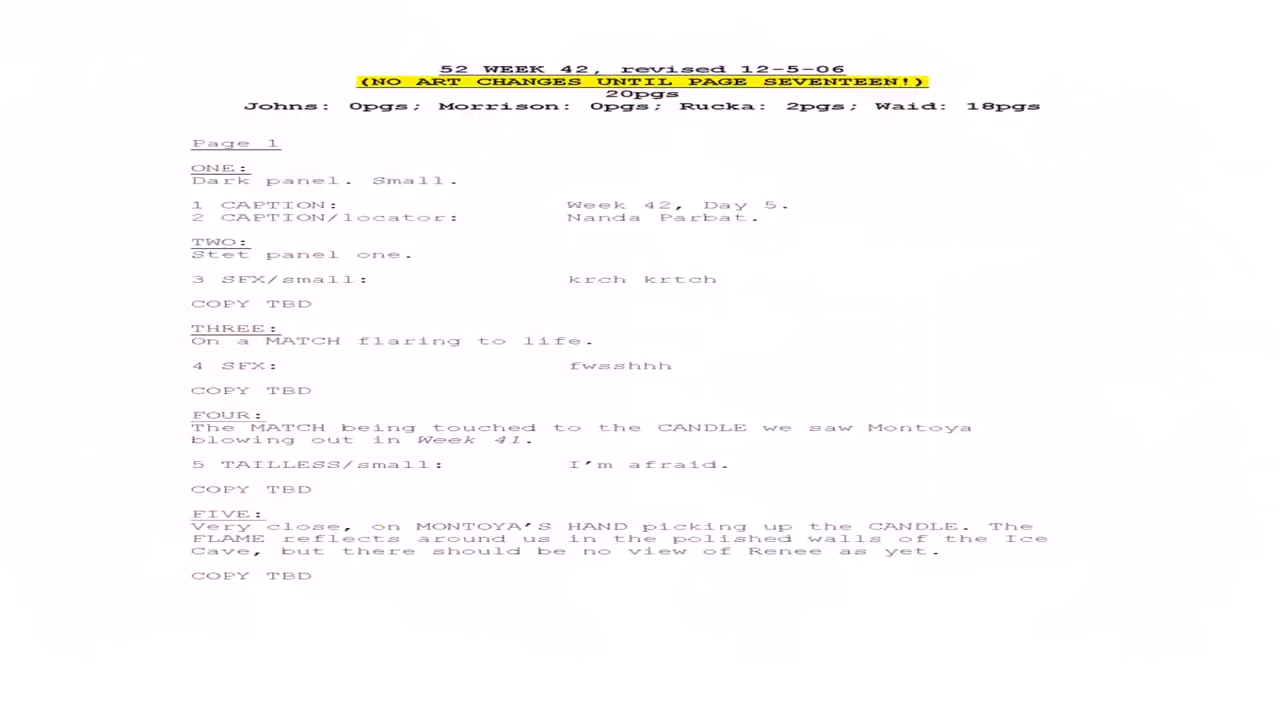 52 WEEK 42, revised 12-5-06
(NO ART CHANGES UNTIL PAGE SEVENTEEN!)
20pgs
Johns: 0pgs; Morrison: 0pgs; Rucka: 2pgs; Waid: 18pgs
Page 1
ONE:
Dark panel. Small.
1 CAPTION: Week 42, Day 5.
2 CAPTION/locator: Nanda Parbat.
TWO:
Stet panel one.
3 SFX/small: krch krtch
COPY TBD
THREE:
On a MATCH flaring to life.
4 SFX: fwsshhh
COPY TBD
FOUR:
The MATCH being touched to the CANDLE we saw Montoya
blowing out in Week 41.
5 TAILLESS/small: I'm afraid.
COPY TBD
FIVE:
Very close, on MONTOYA'S HAND picking up the CANDLE. The
FLAME reflects around us in the polished walls of the Ice
Cave, but there should be no view of Renee as yet.
COPY TBD